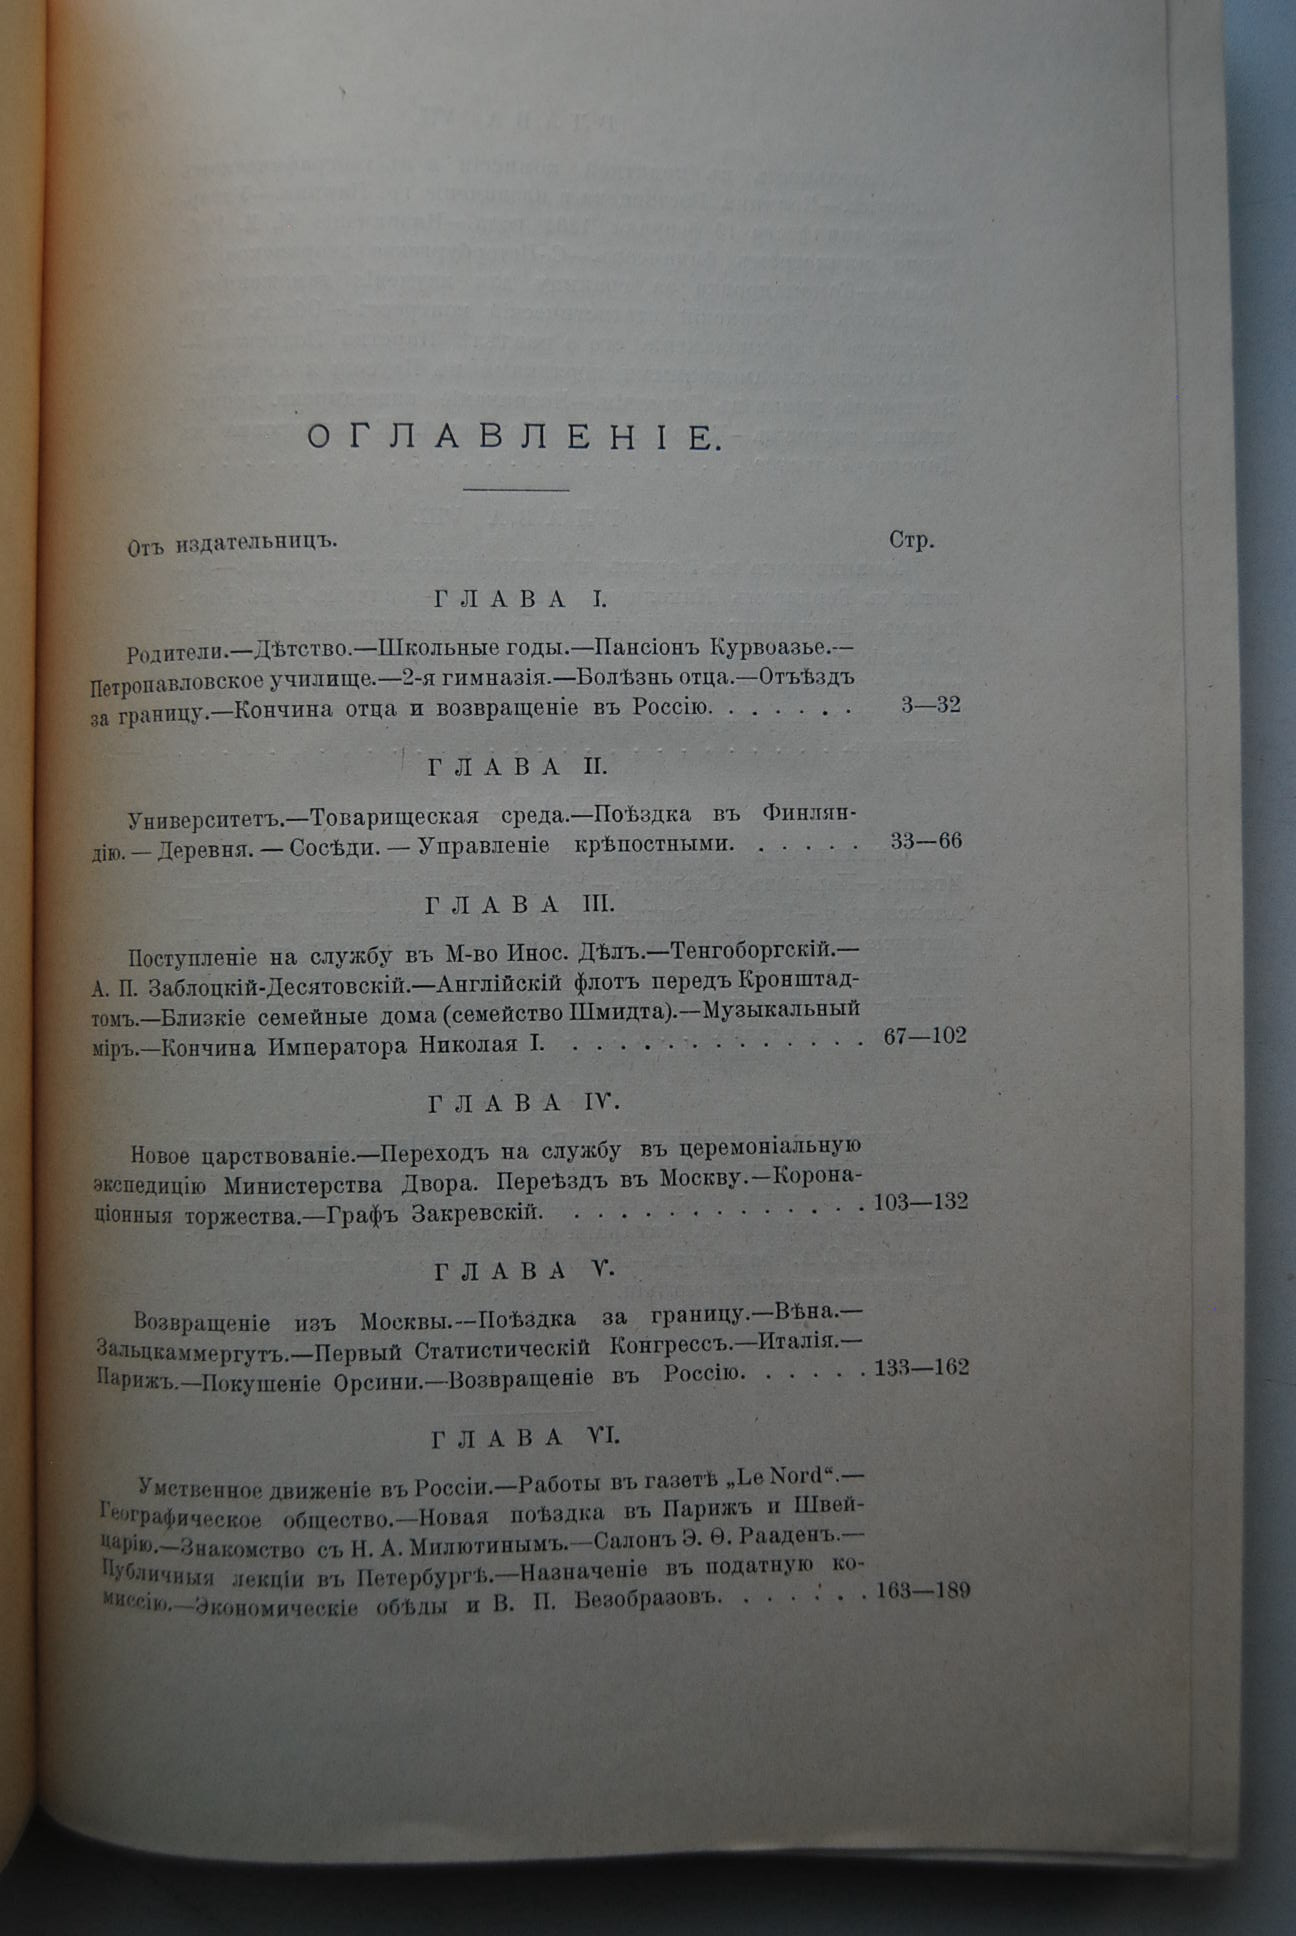 ОГЛАВЛЕНІЕ.
Отъ издательницъ. Стр.
ГЛАВА I.
Родители.—Дѣтство.—Школьные годы.—Пансіонъ Курвоазье.—
Петропавловское училище.—2-я гимназія.—Болѣзнь отца.—Отъѣздъ
за границу.—Кончина отца и возвращеніе въ Россію. . . . . . . 3—32
ГЛАВА II.
Университетъ.—Товарищеская среда.—Поѣздка въ Финлян-
дію. — Деревня. — Сосѣди. — Управленіе крѣпостными. . . . . . 33—66
ГЛАВА III.
Поступленіе на службу въ М-во Инос. Дѣлъ.—Тенгоборгскій.—
А. П. Заблоцкій-Десятовскій.—Англійскій флотъ передъ Кронштад-
томъ.—Близкіе семейные дома (семейство Шмидта).—Музыкальный
міръ.—Кончина Императора Николая I. . . . . . . . . . . . . . 67—102
ГЛАВА IV.
Новое царствованіе.—Переходъ на службу въ церемоніальную
экспедицію Министерства Двора. Переѣздъ въ Москву.—Корона-
ціонныя торжества.—Графъ Закревскій. . . . . . . . . . . . . . 103—132
ГЛАВА V.
Возвращеніе изъ Москвы.—Поѣздка за границу.—Вѣна.—
Зальцкаммергутъ.—Первый Статистическій Конгрессъ.—Италія.—
Парижъ.—Покушеніе Орсини.—Возвращеніе въ Россію. . . . . . 133—162
ГЛАВА VI.
Умственное движеніе въ Россіи.—Работы въ газетѣ „Le Nord“.—
Географическое общество.—Новая поѣздка въ Парижъ и Швей-
царію.—Знакомство съ Н. А. Милютинымъ.—Салонъ Э. Ѳ. Рааденъ.—
Публичныя лекціи въ Петербургѣ.—Назначеніе въ податную ко-
миссію.—Экономическіе обѣды и В. П. Безобразовъ. . . . . . . 163—189